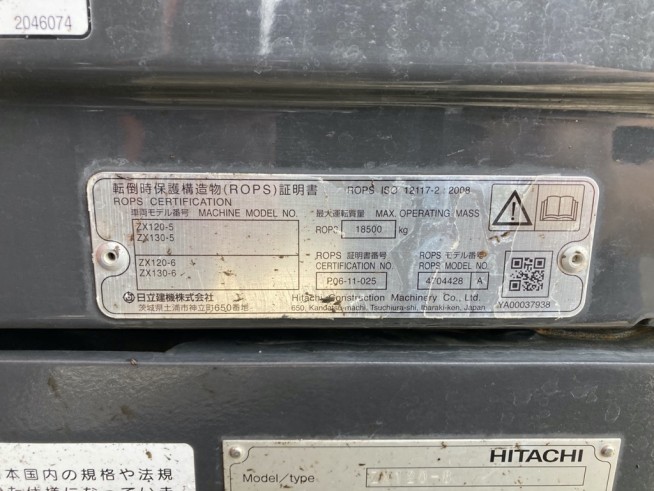 2046074
転倒時保護構造物(ROPS)証明書 ROPS ISO 12117-2 : 2008
ROPS CERTIFICATION
車両モデル番号 MACHINE MODEL NO. 最大運転質量 MAX. OPERATING MASS
ZX120-5
ZX130-5
ROPS 18500 kg
ZX120-6
ZX130-6
ROPS 証明書番号 ROPS モデル番号
CERTIFICATION NO. ROPS MODEL NO.
P06-11-025 4704428 A
日立建機株式会社 Hitachi Construction Machinery Co., Ltd.
茨城県土浦市神立町650番地 650, Kandatsu-machi, Tsuchiura-shi, Ibaraki-ken, Japan
YA00037938
本国内の規格や法規
HITACHI
Model/type